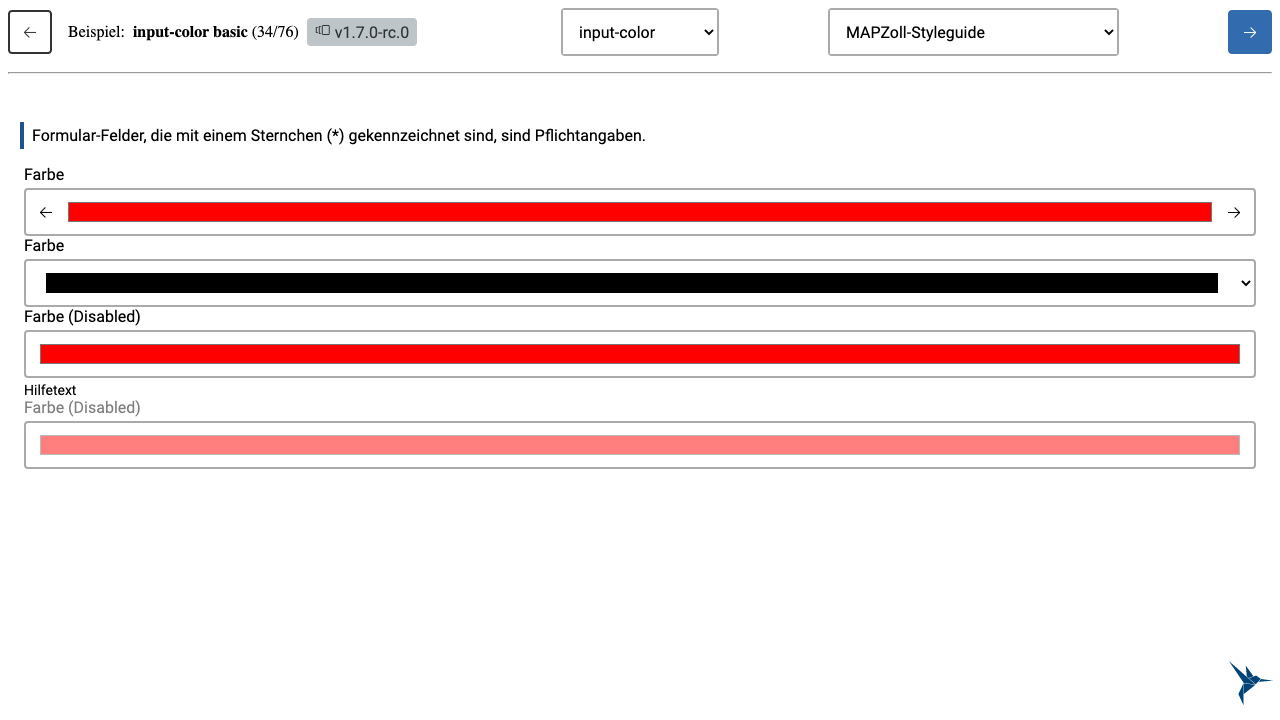 Beispiel: input-color basic (34/76) v1.7.0-rc.0 input-color MAPZoll-Styleguide
Formular-Felder, die mit einem Sternchen (*) gekennzeichnet sind, sind Pflichtangaben.
Farbe
Farbe
Farbe (Disabled)
Hilfetext
Farbe (Disabled)